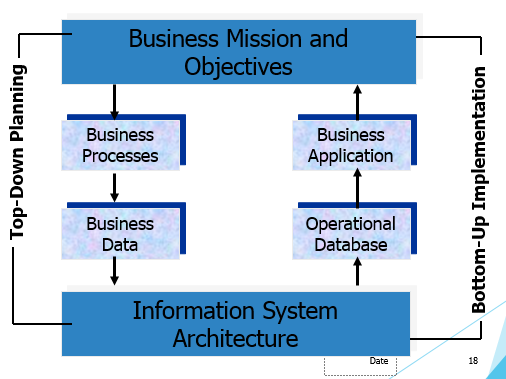 Business Mission and
Objectives
Top-Down Planning
Business
Processes
Business
Application
Bottom-Up Implementation
Business
Data
Operational
Database
Information System
Architecture
Date
18